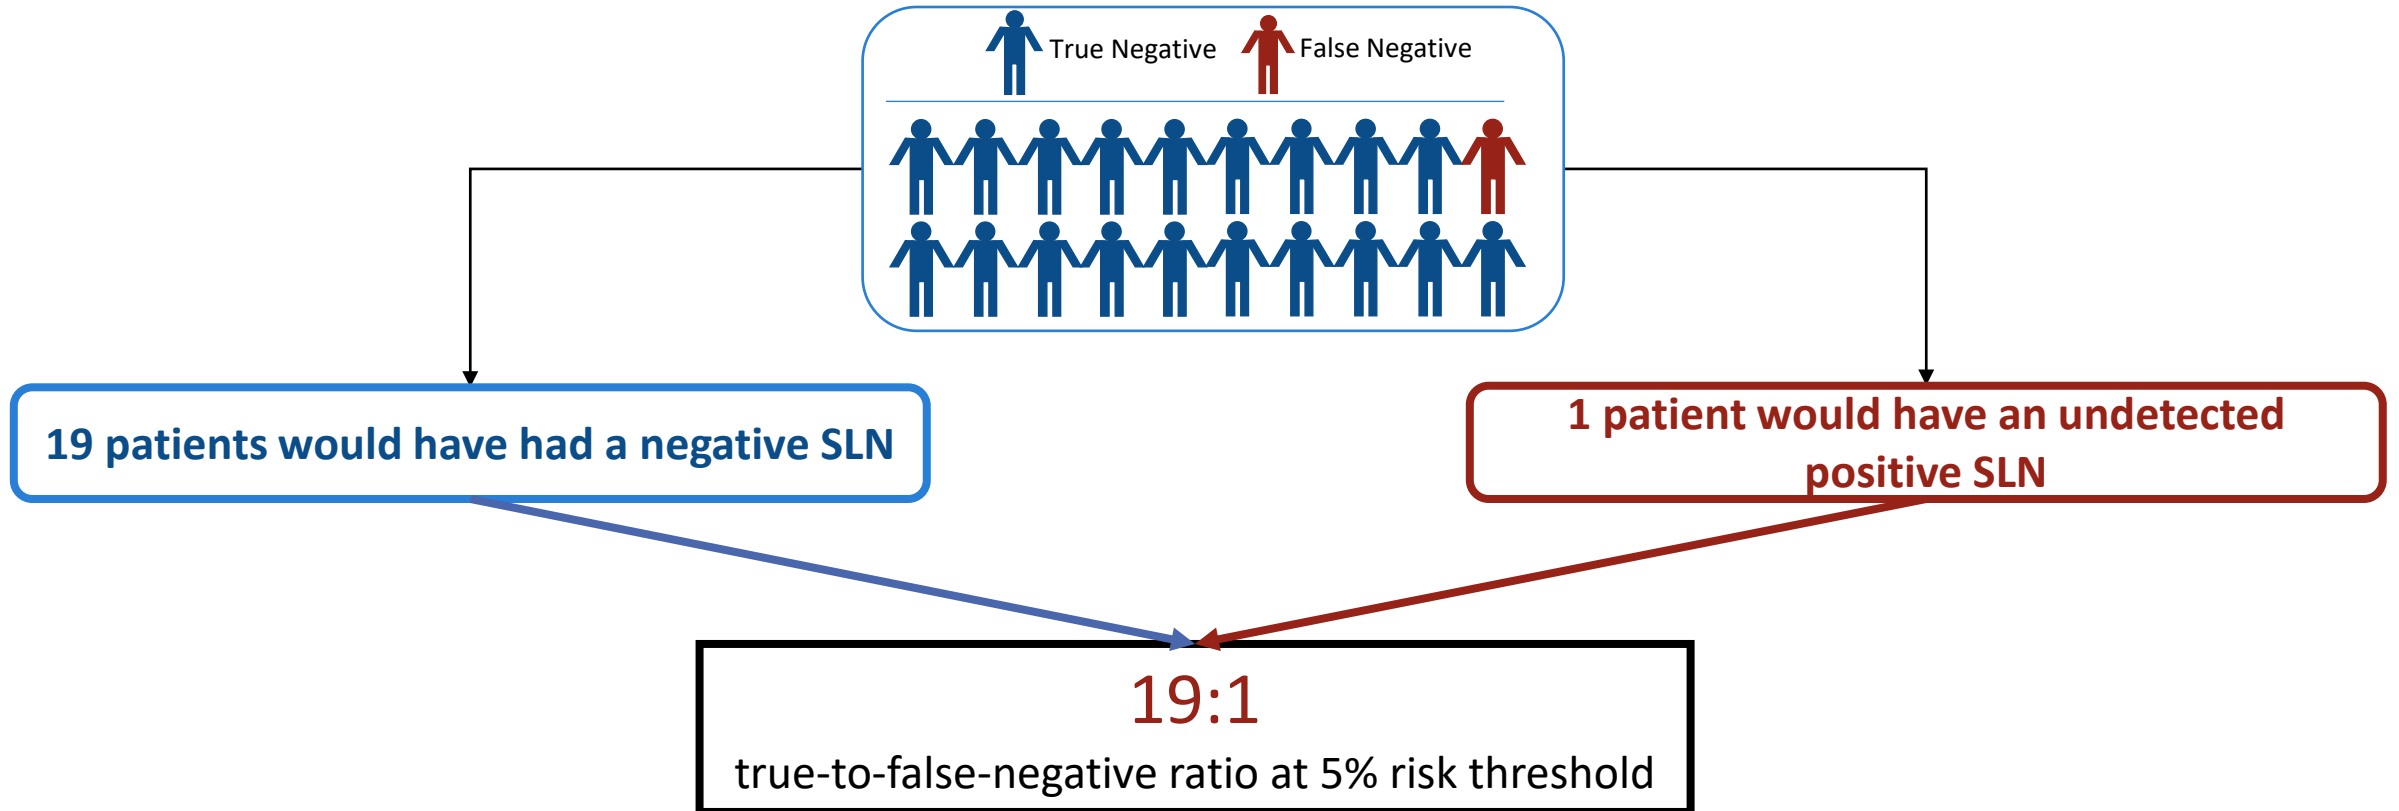 True Negative
False Negative
19 patients would have had a negative SLN
1 patient would have an undetected
positive SLN
19:1
true-to-false-negative ratio at 5% risk threshold